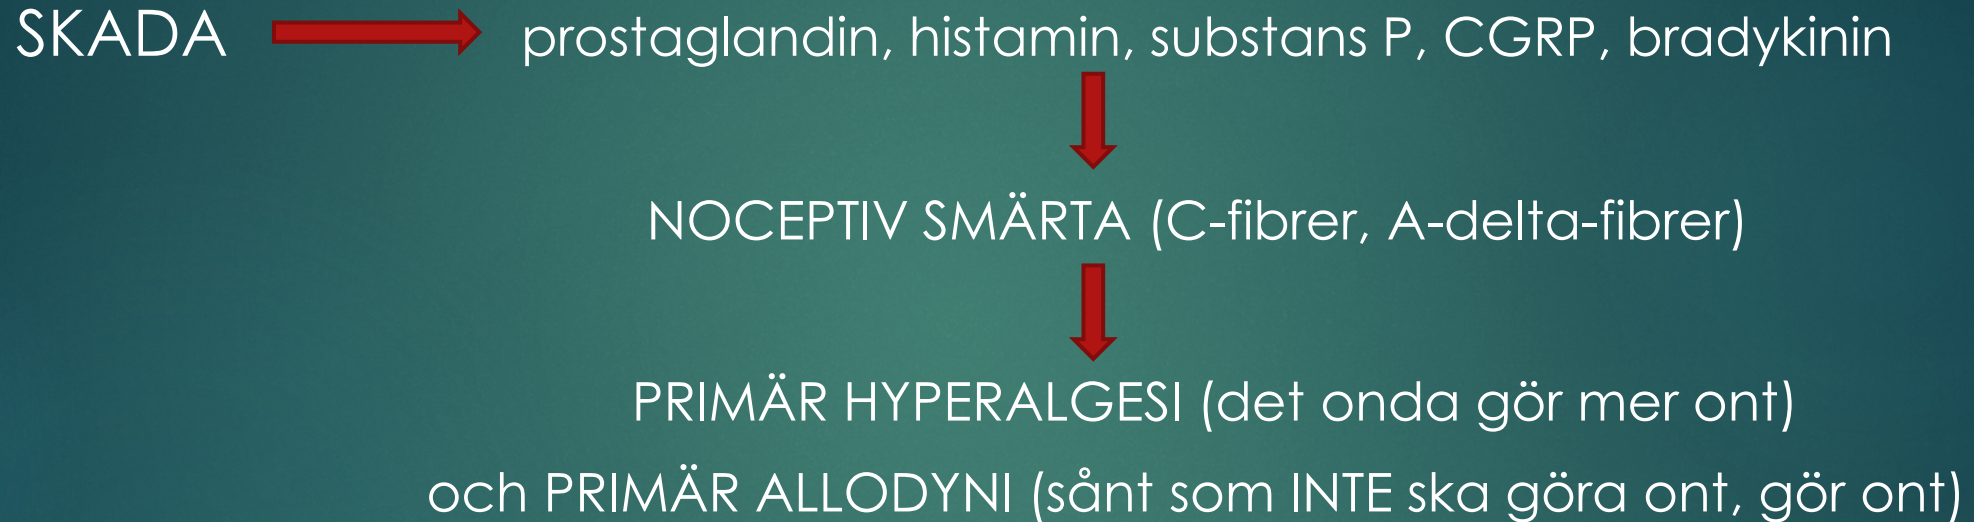 SKADA prostaglandin, histamin, substans P, CGRP, bradykinin
NOCEPTIV SMÄRTA (C-fibrer, A-delta-fibrer)
PRIMÄR HYPERALGESI (det onda gör mer ont)
och PRIMÄR ALLODYNI (sånt som INTE ska göra ont, gör ont)